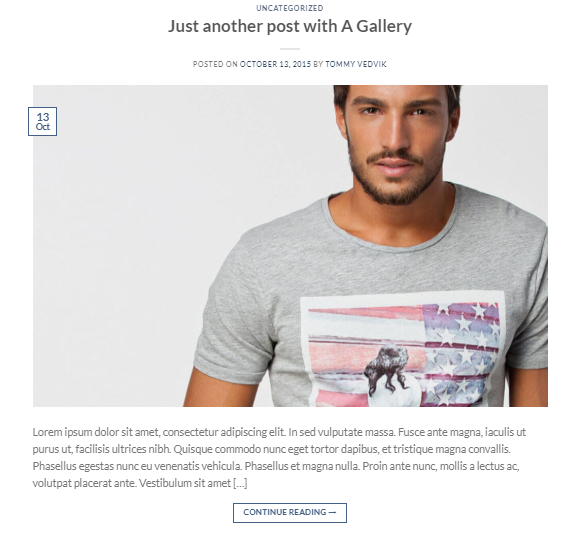 UNCATEGORIZED
Just another post with A Gallery
POSTED ON OCTOBER 13, 2015 BY TOMMY VEDVIK
13
Oct
Lorem ipsum dolor sit amet, consectetur adipiscing elit. In sed vulputate massa. Fusce ante magna, iaculis ut
purus ut, facilisis ultrices nibh. Quisque commodo nunc eget tortor dapibus, et tristique magna convallis.
Phasellus egestas nunc eu venenatis vehicula. Phasellus et magna nulla. Proin ante nunc, mollis a lectus ac,
volutpat placerat ante. Vestibulum sit amet [...]
CONTINUE READING →